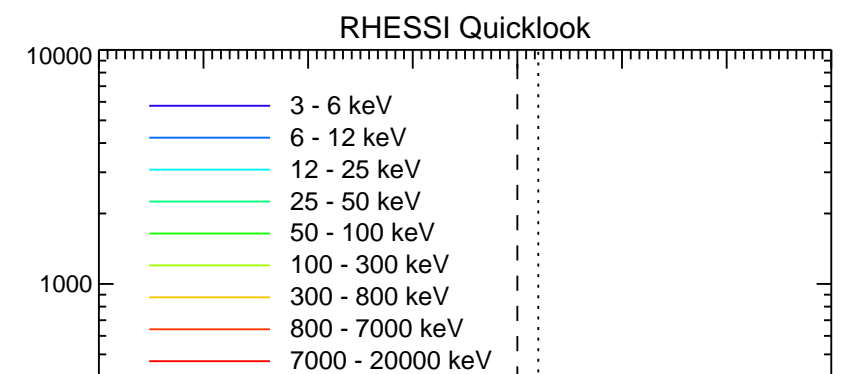 RHESSI Quicklook
10000
3 - 6 keV
6 - 12 keV
12 - 25 keV
25 - 50 keV
50 - 100 keV
100 - 300 keV
1000
300 - 800 keV
800 - 7000 keV
7000 - 20000 keV